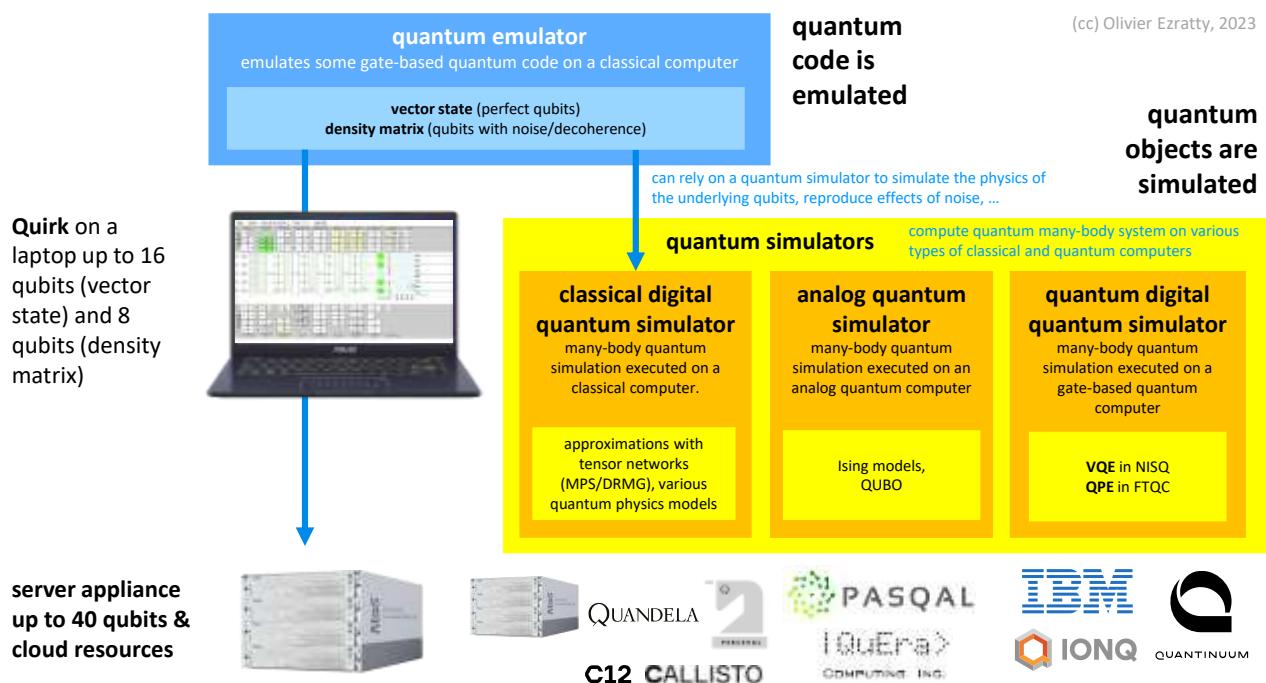 (cc) Olivier Ezratty, 2023
quantum emulator
emulates some gate-based quantum code on a classical computer
vector state (perfect qubits)
density matrix (qubits with noise/decoherence)
quantum
code is
emulated
quantum
objects are
simulated
can rely on a quantum simulator to simulate the physics of
the underlying qubits, reproduce effects of noise, …
Quirk on a
laptop up to 16
qubits (vector
state) and 8
qubits (density
matrix)
quantum simulators
compute quantum many-body system on various
types of classical and quantum computers
classical digital
quantum simulator
many-body quantum
simulation executed on a
classical computer.
approximations with
tensor networks
(MPS/DRMG), various
quantum physics models
analog quantum
simulator
many-body quantum
simulation executed on an
analog quantum computer
Ising models,
QUBO
quantum digital
quantum simulator
many-body quantum
simulation executed on a
gate-based quantum
computer
VQE in NISQ
QPE in FTQC
server appliance
up to 40 qubits &
cloud resources
Atos
Atos
QUANDELA
Q
PERCEVAL
C12 CALLISTO
PASQAL
|QuEra>
COMPUTING INC.
IBM
IONQ
QUANTINUUM